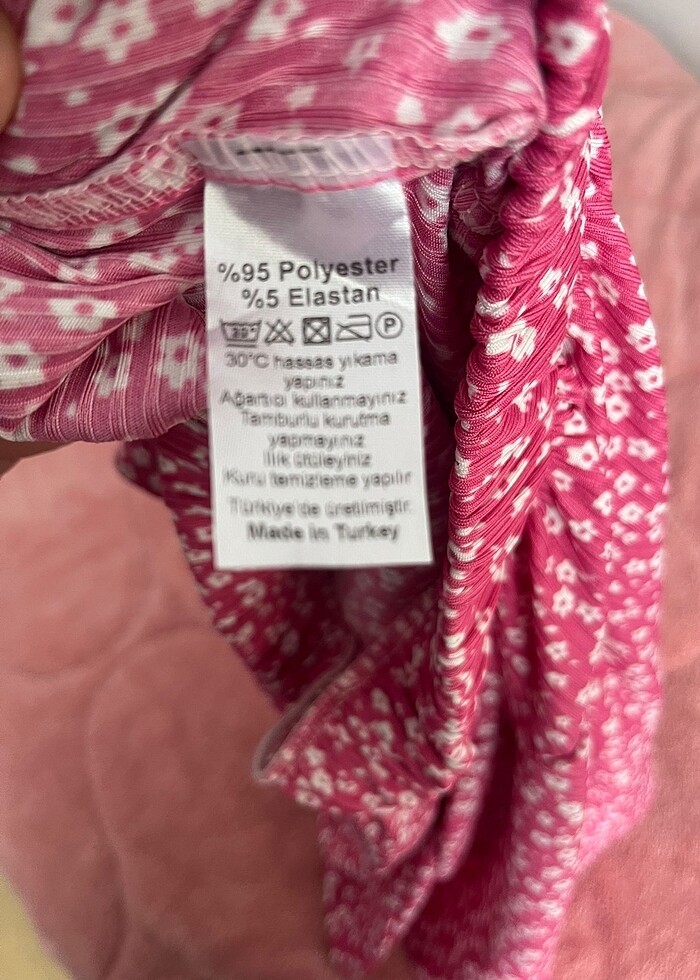 %95 Polyester
%5 Elastan
30° P
30°C hassas yıkama
yapınız
Ağartıcı kullanmayınız
Tamburlu kurutma
yapmayınız
Ilık ütüleyiniz
Kuru temizleme yapılır
Türkiye'de üretilmiştir.
Made in Turkey